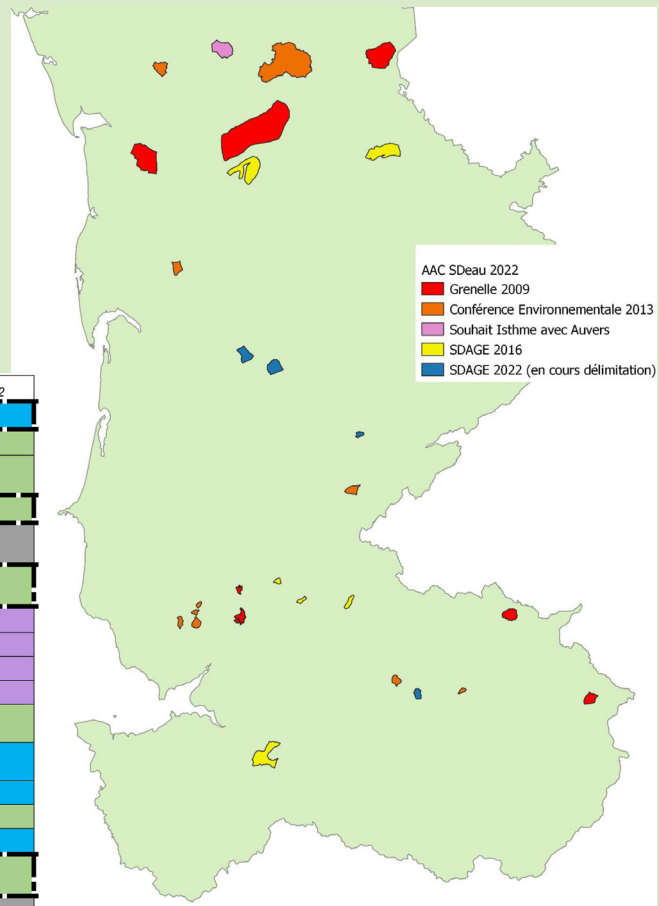 AAC SDeau 2022
Grenelle 2009
Conférence Environnementale 2013
Souhait Isthme avec Auvers
SDAGE 2016
SDAGE 2022 (en cours délimitation)